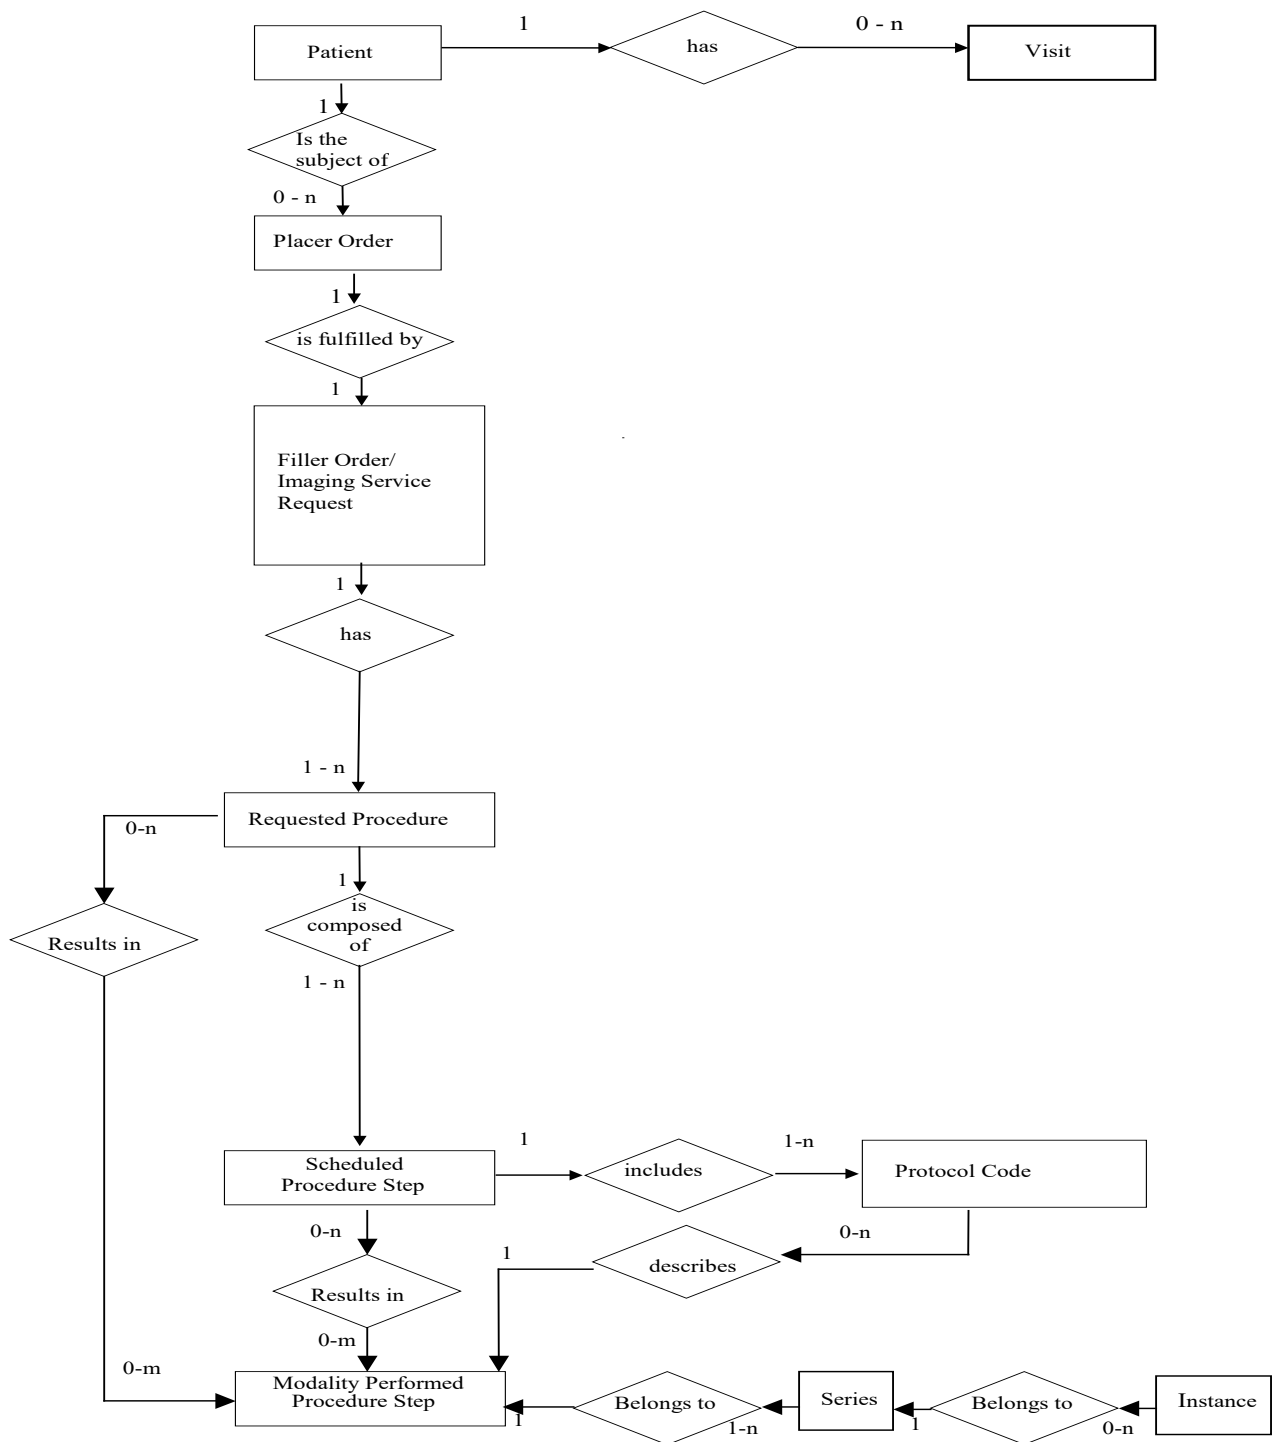 1
0 - n
Patient
has
Visit
1
Is the
subject of
0 - n
Placer Order
1
is fulfilled by
1
Filler Order/
Imaging Service
Request
1
has
1 - n
Requested Procedure
0-n
1
is
composed
of
Results in
1 - n
1
1-n
Scheduled
Procedure Step
includes
Protocol Code
0-n
0-n
1
describes
Results in
0-m
0-m
Modality Performed
Procedure Step
1
Belongs to
1-n
Series
1
Belongs to
0-n
Instance